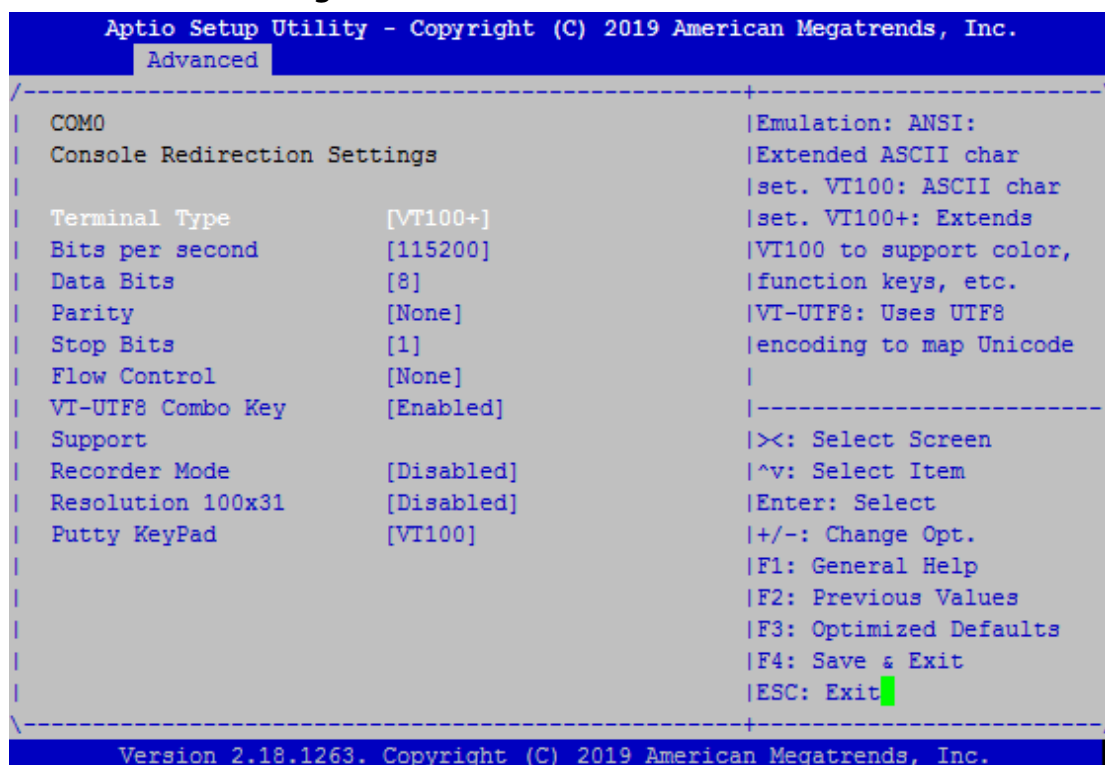 Aptio Setup Utility - Copyright (C) 2019 American Megatrends, Inc.
Advanced
/----------------------------------------------------+-------------------------\
| COM0 |Emulation: ANSI:
| Console Redirection Settings |Extended ASCII char
| |set. VT100: ASCII char
| Terminal Type [VT100+] |set. VT100+: Extends
| Bits per second [115200] |VT100 to support color,
| Data Bits [8] |function keys, etc.
| Parity [None] |VT-UTF8: Uses UTF8
| Stop Bits [1] |encoding to map Unicode
| Flow Control [None] |
| VT-UTF8 Combo Key [Enabled] |-------------------------
| Support |><: Select Screen
| Recorder Mode [Disabled] |^v: Select Item
| Resolution 100x31 [Disabled] |Enter: Select
| Putty KeyPad [VT100] |+/-: Change Opt.
| |F1: General Help
| |F2: Previous Values
| |F3: Optimized Defaults
| |F4: Save & Exit
| |ESC: Exit
\----------------------------------------------------+-------------------------/
Version 2.18.1263. Copyright (C) 2019 American Megatrends, Inc.